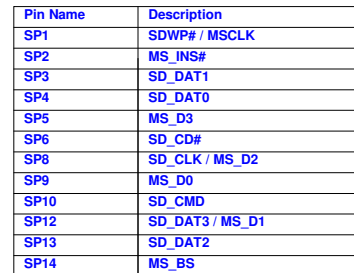 Pin Name Description
SP1 SDWP# / MSCLK
SP2 MS_INS#
SP3 SD_DAT1
SP4 SD_DAT0
SP5 MS_D3
SP6 SD_CD#
SP8 SD_CLK / MS_D2
SP9 MS_D0
SP10 SD_CMD
SP12 SD_DAT3 / MS_D1
SP13 SD_DAT2
SP14 MS_BS